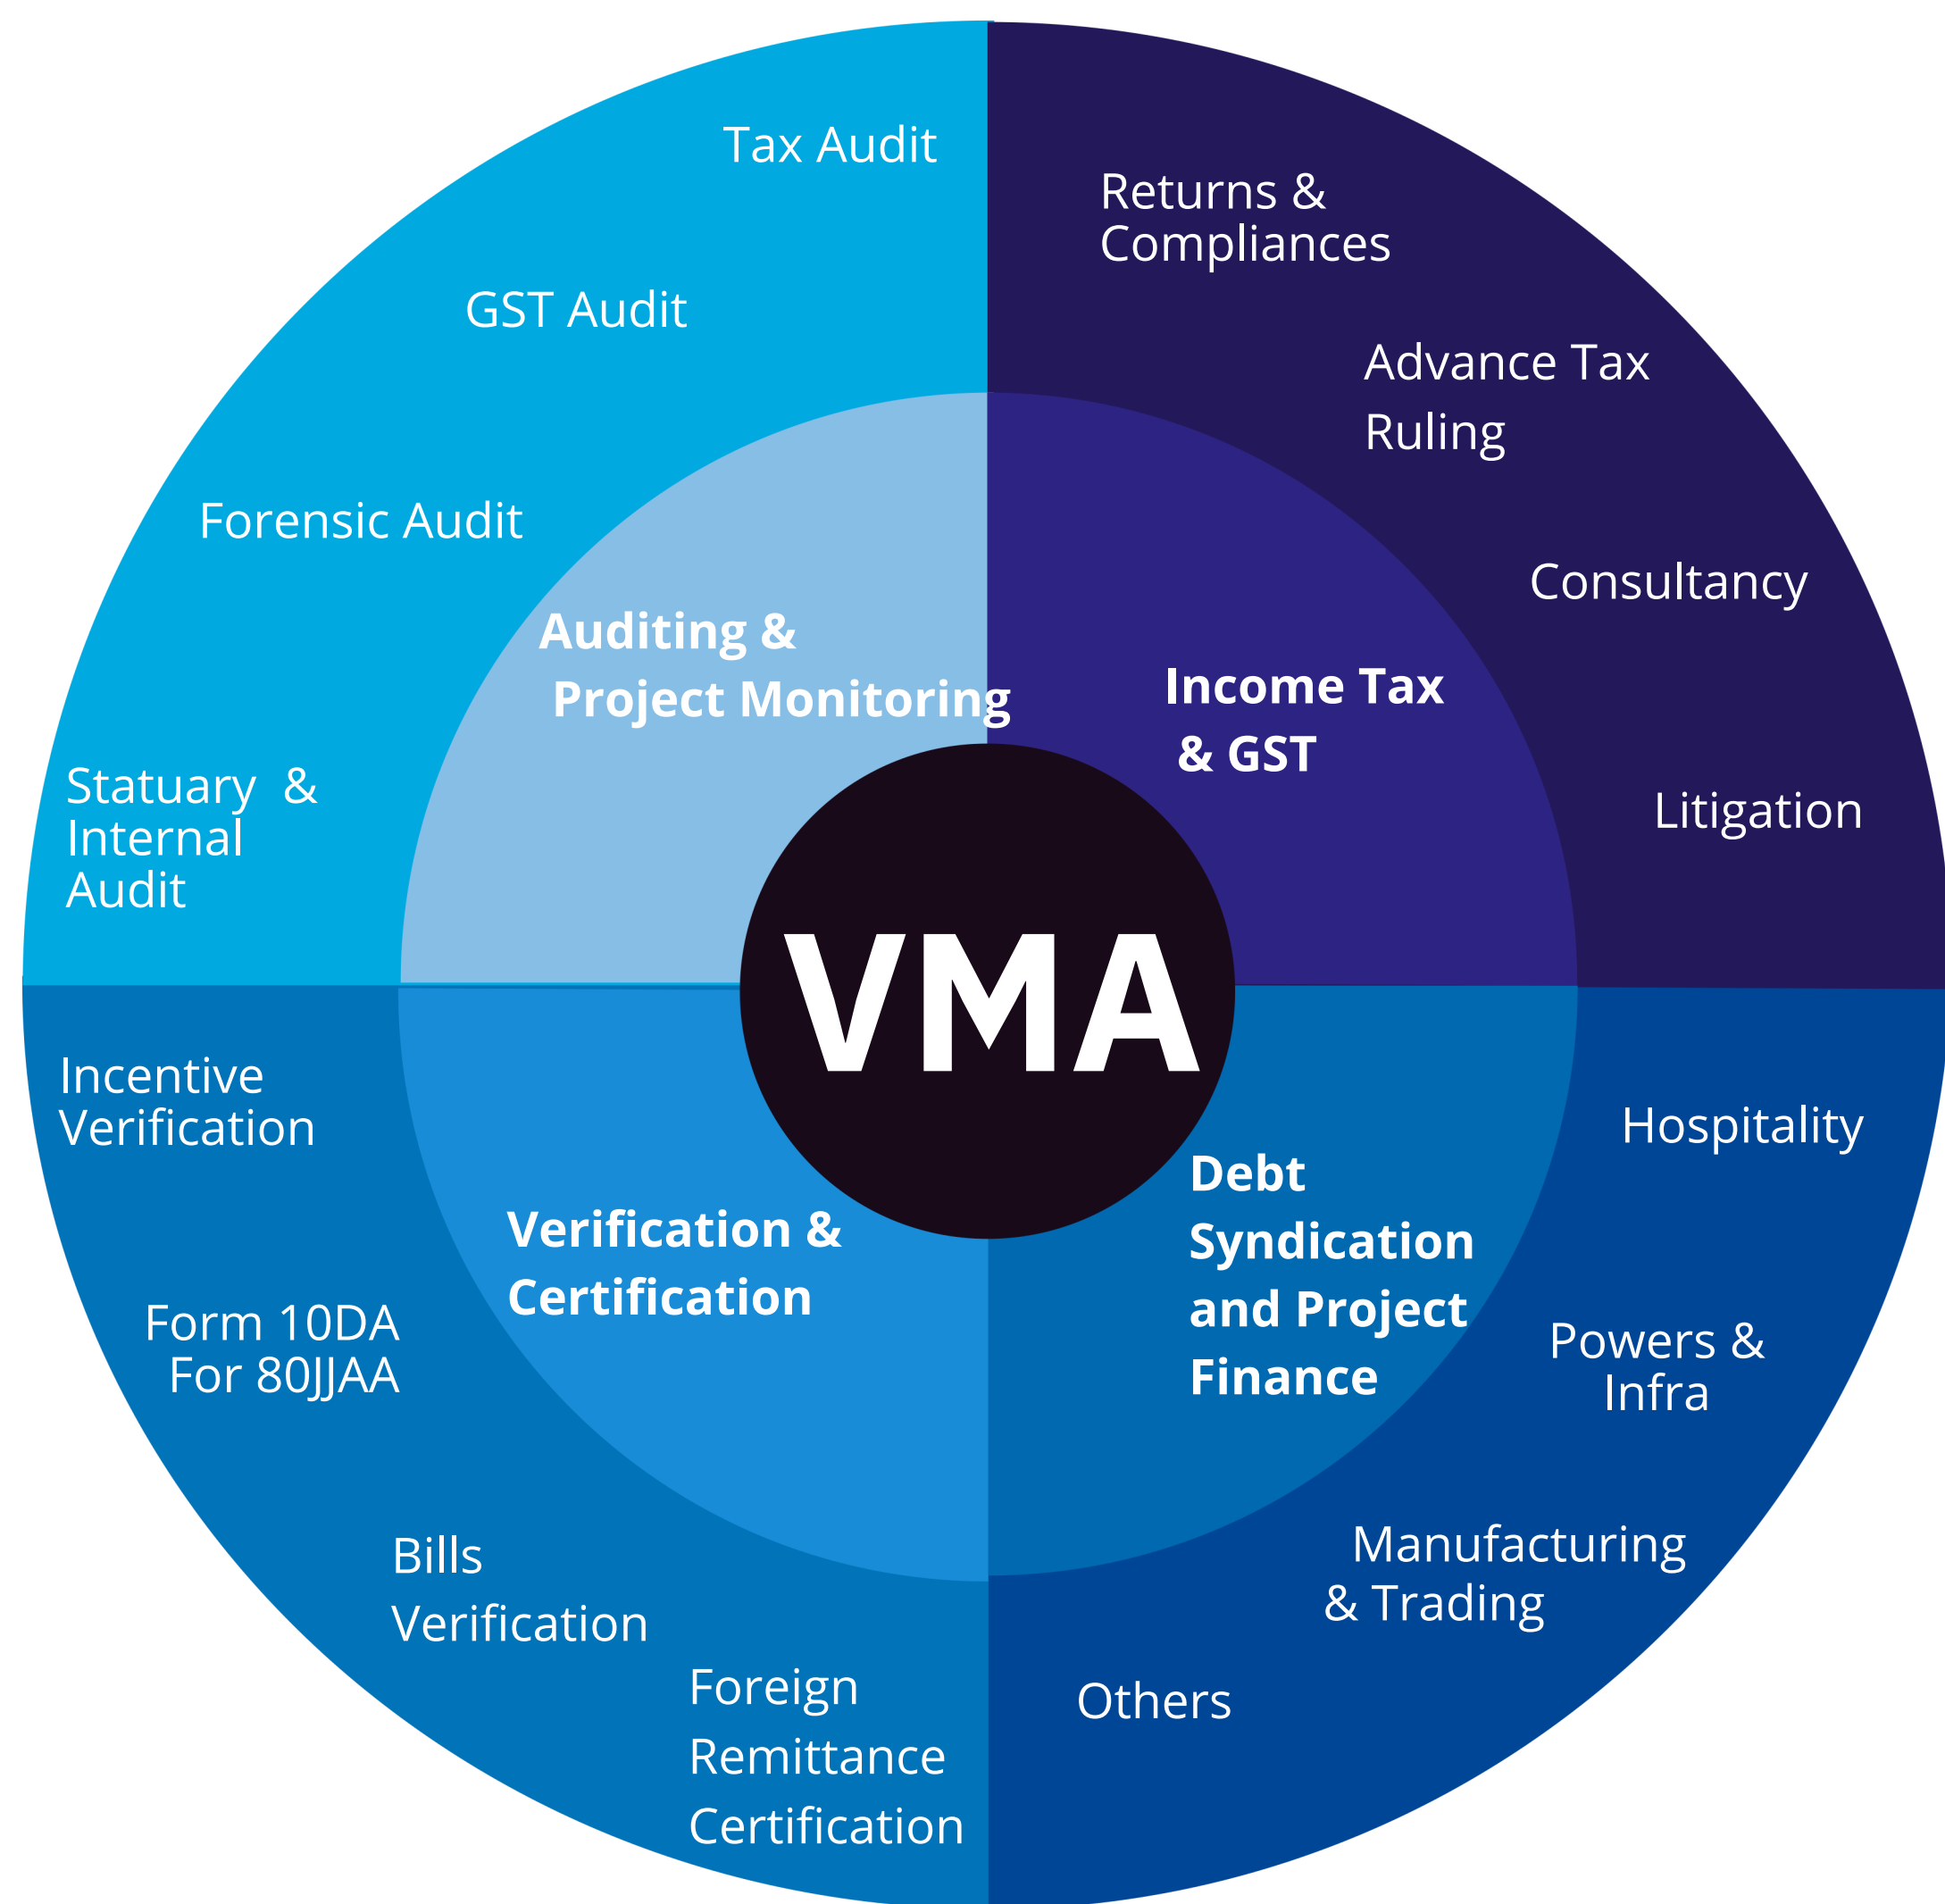 Tax Audit
GST Audit
Forensic Audit
Statuary  &
Internal
Audit
Auditing &
Project Monitoring
Returns &
Compliances
Advance Tax
Ruling
Consultancy
Litigation
Income Tax
& GST
VMA
Incentive
Verification
Form 10DA
For 80JJAA
Bills
Verification
Foreign
Remittance
Certification
Verification &
Certification
Debt
Syndication
and Project
Finance
Hospitality
Powers &
Infra
Manufacturing
& Trading
Others